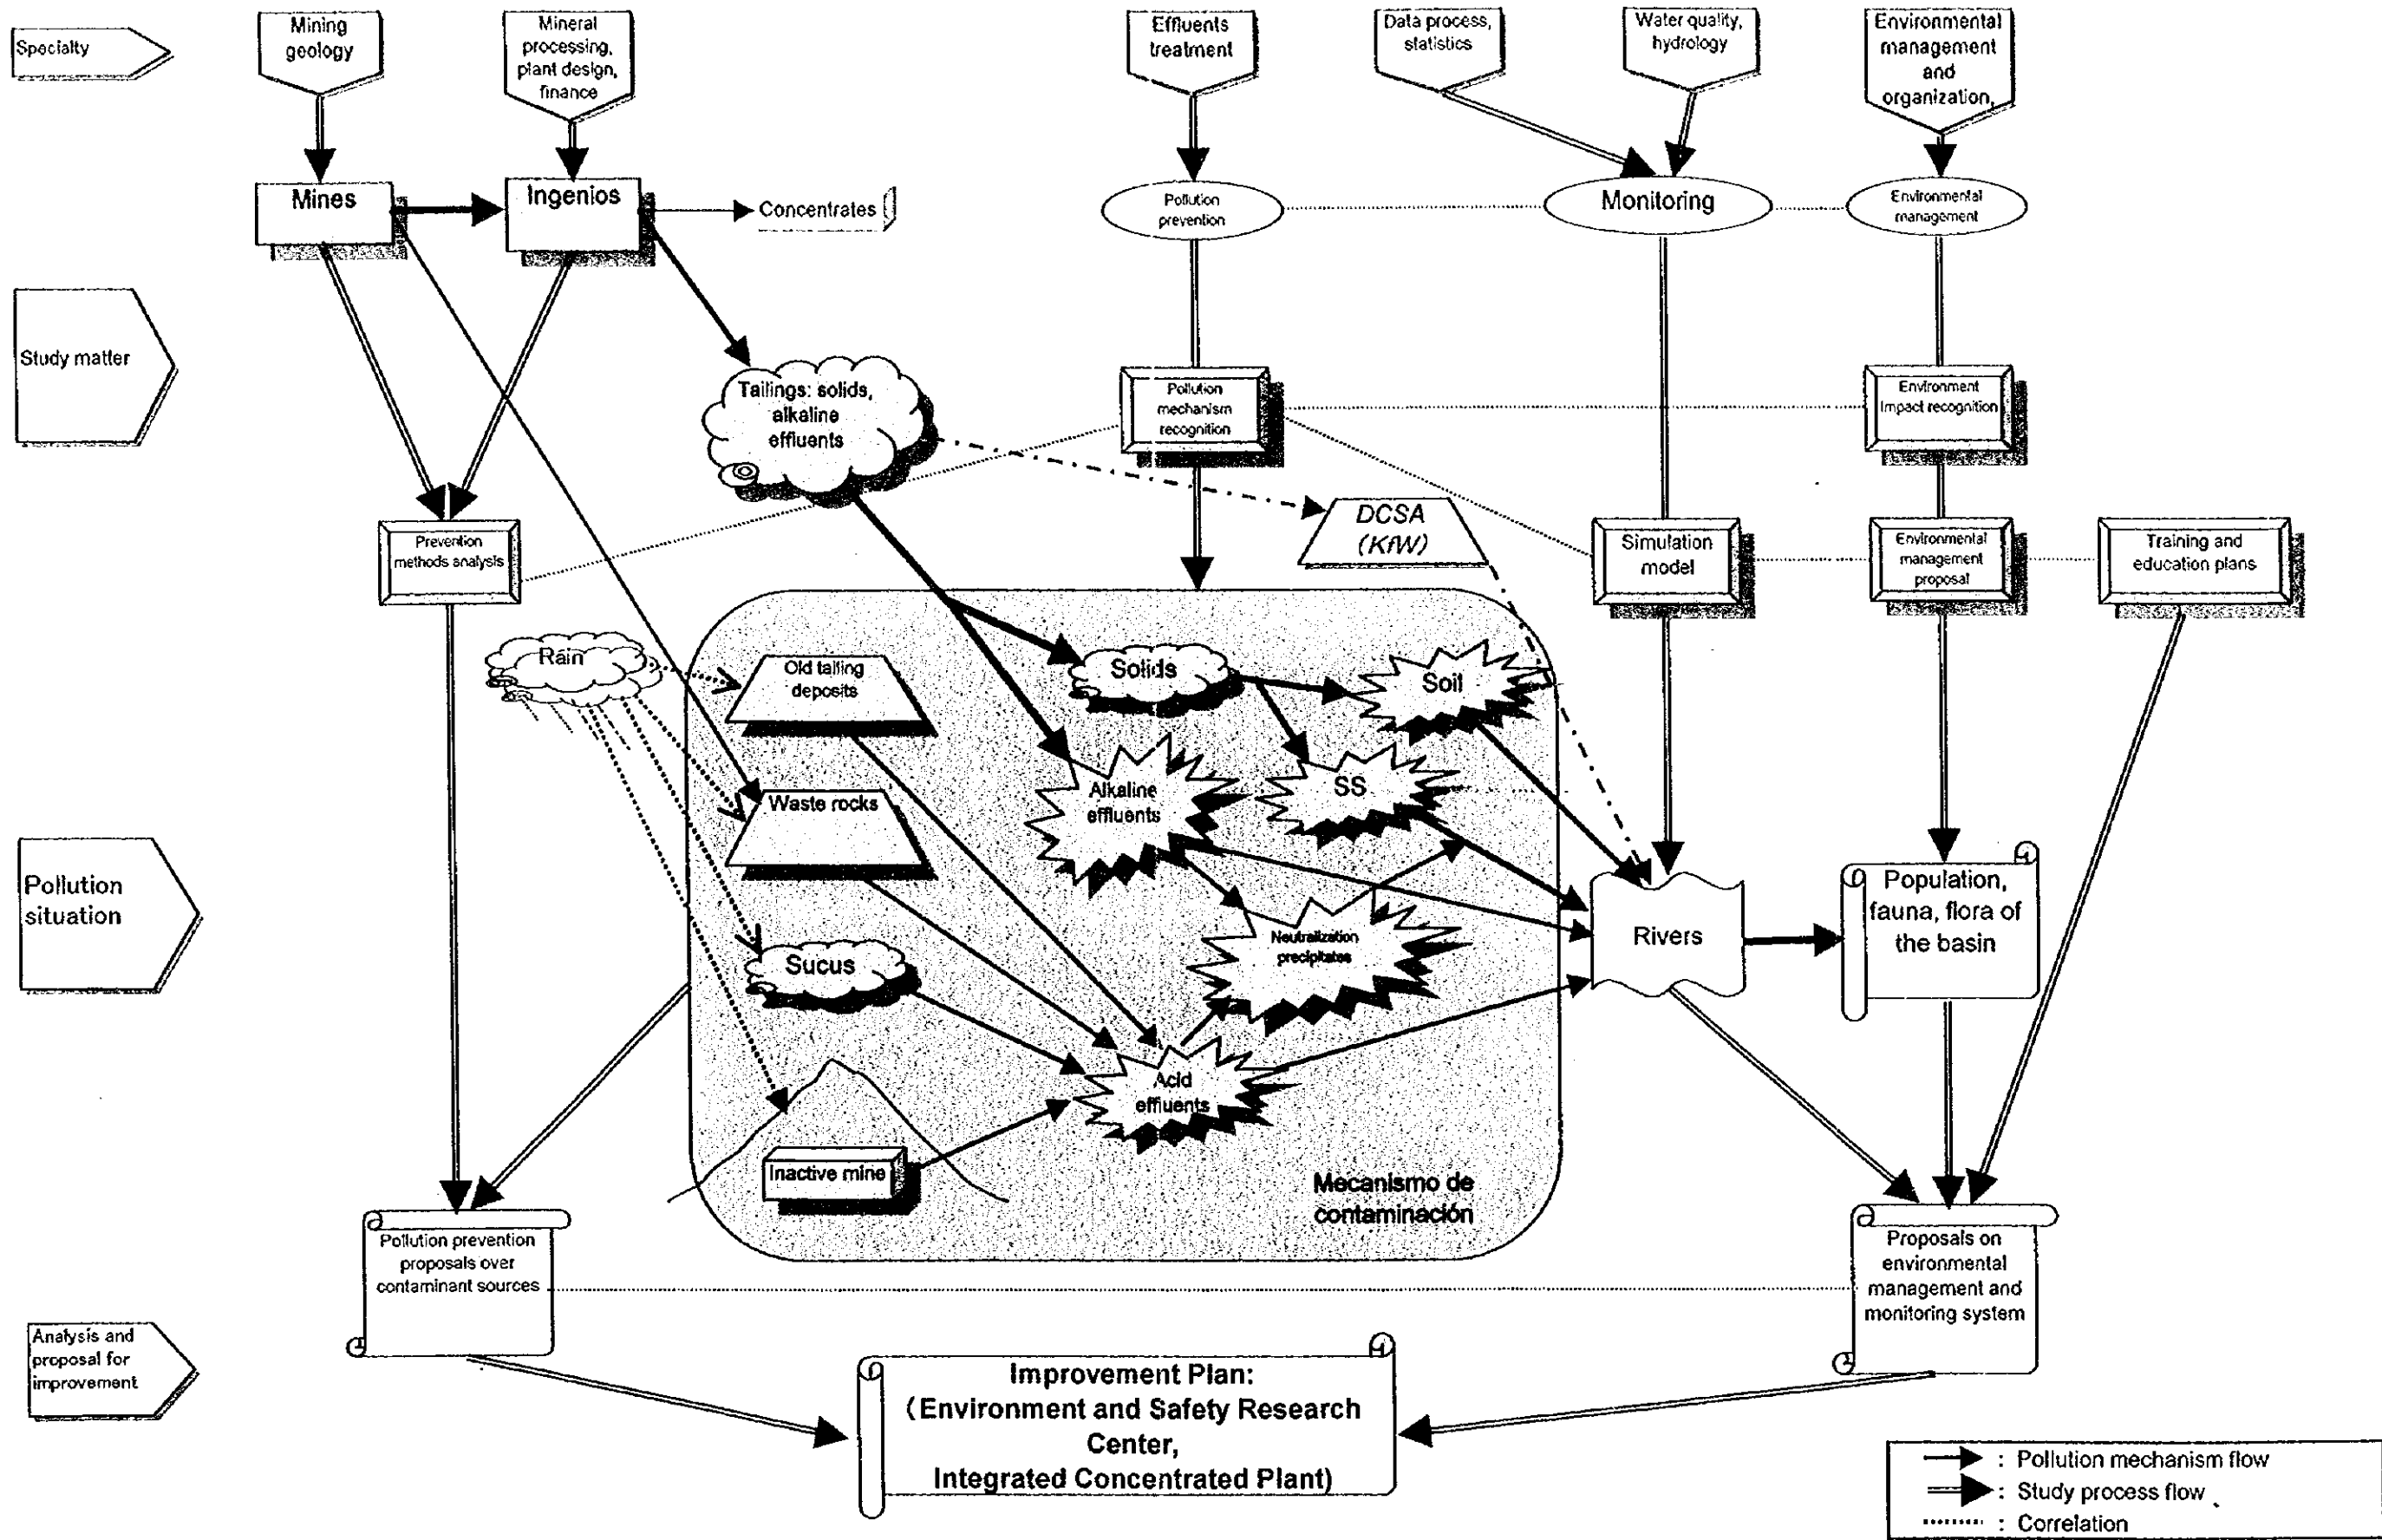 Specialty
Mining
geology
Mineral
processing,
plant design,
finance
Effluents
treatment
Data process,
statistics
Water quality,
hydrology
Environmental
management
and
organization,
Mines
Ingenios
Concentrates
Pollution
prevention
Monitoring
Environmental
management
Study matter
Tailings: solids,
alkaline
effluents
Pollution
mechanism
recognition
Environment
Impact recognition
Prevention
methods analysis
DCSA
(KfW)
Simulation
model
Environmental
management
proposal
Training and
education plans
Rain
Old tailing
deposits
Solids
Soil
Waste rocks
Alkaline
effluents
SS
Pollution
situation
Sucus
Neutralization
precipitates
Rivers
Population,
fauna, flora of
the basin
Acid
effluents
Inactive mine
Mecanismo de
contaminación
Pollution prevention
proposals over
contaminant sources
Proposals on
environmental
management and
monitoring system
Analysis and
proposal for
improvement
Improvement Plan:
(Environment and Safety Research
Center,
Integrated Concentrated Plant)
: Pollution mechanism flow
: Study process flow
: Correlation